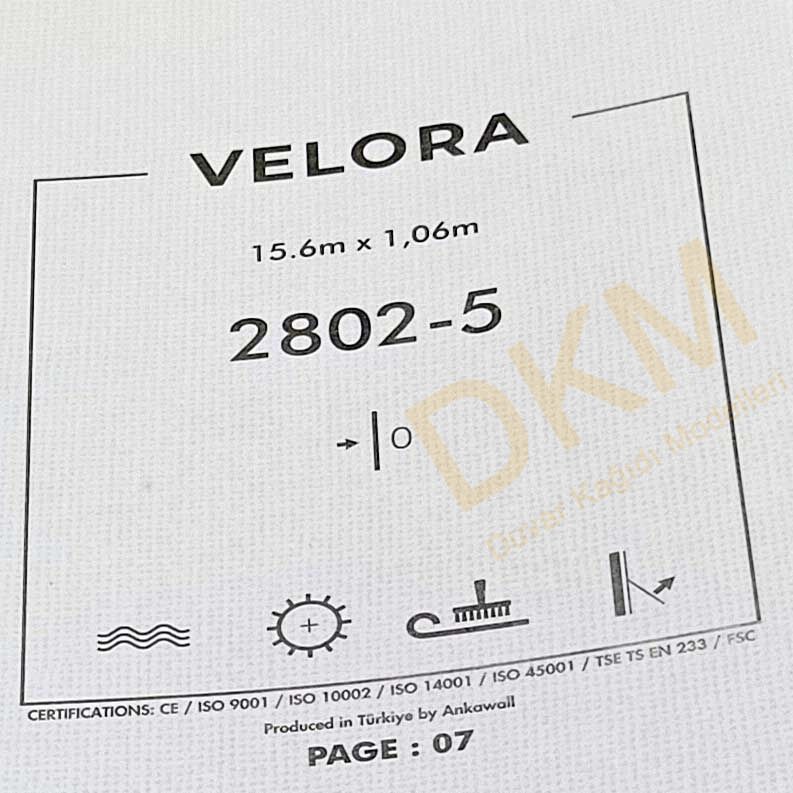 VELORA
15.6m x 1,06m
2802-5
0
DKM
Duvar Kağıdı Modelleri
CERTIFICATIONS: CE / ISO 9001 / ISO 10002 / ISO 14001 / ISO 45001 / TSE TS EN 233 / FSC
Produced in Türkiye by Ankawall
PAGE : 07